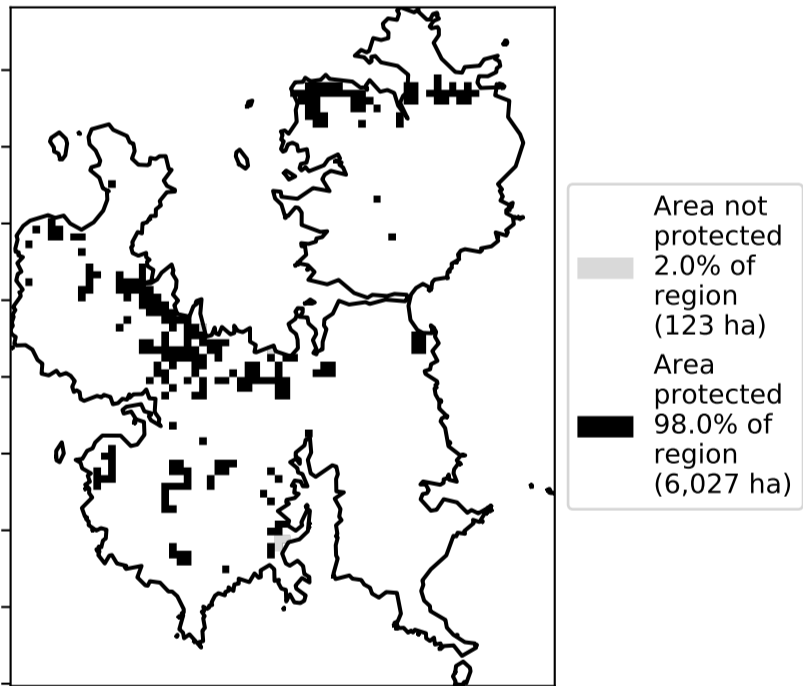 Area not
protected
2.0% of
region
(123 ha)
Area
protected
98.0% of
region
(6,027 ha)